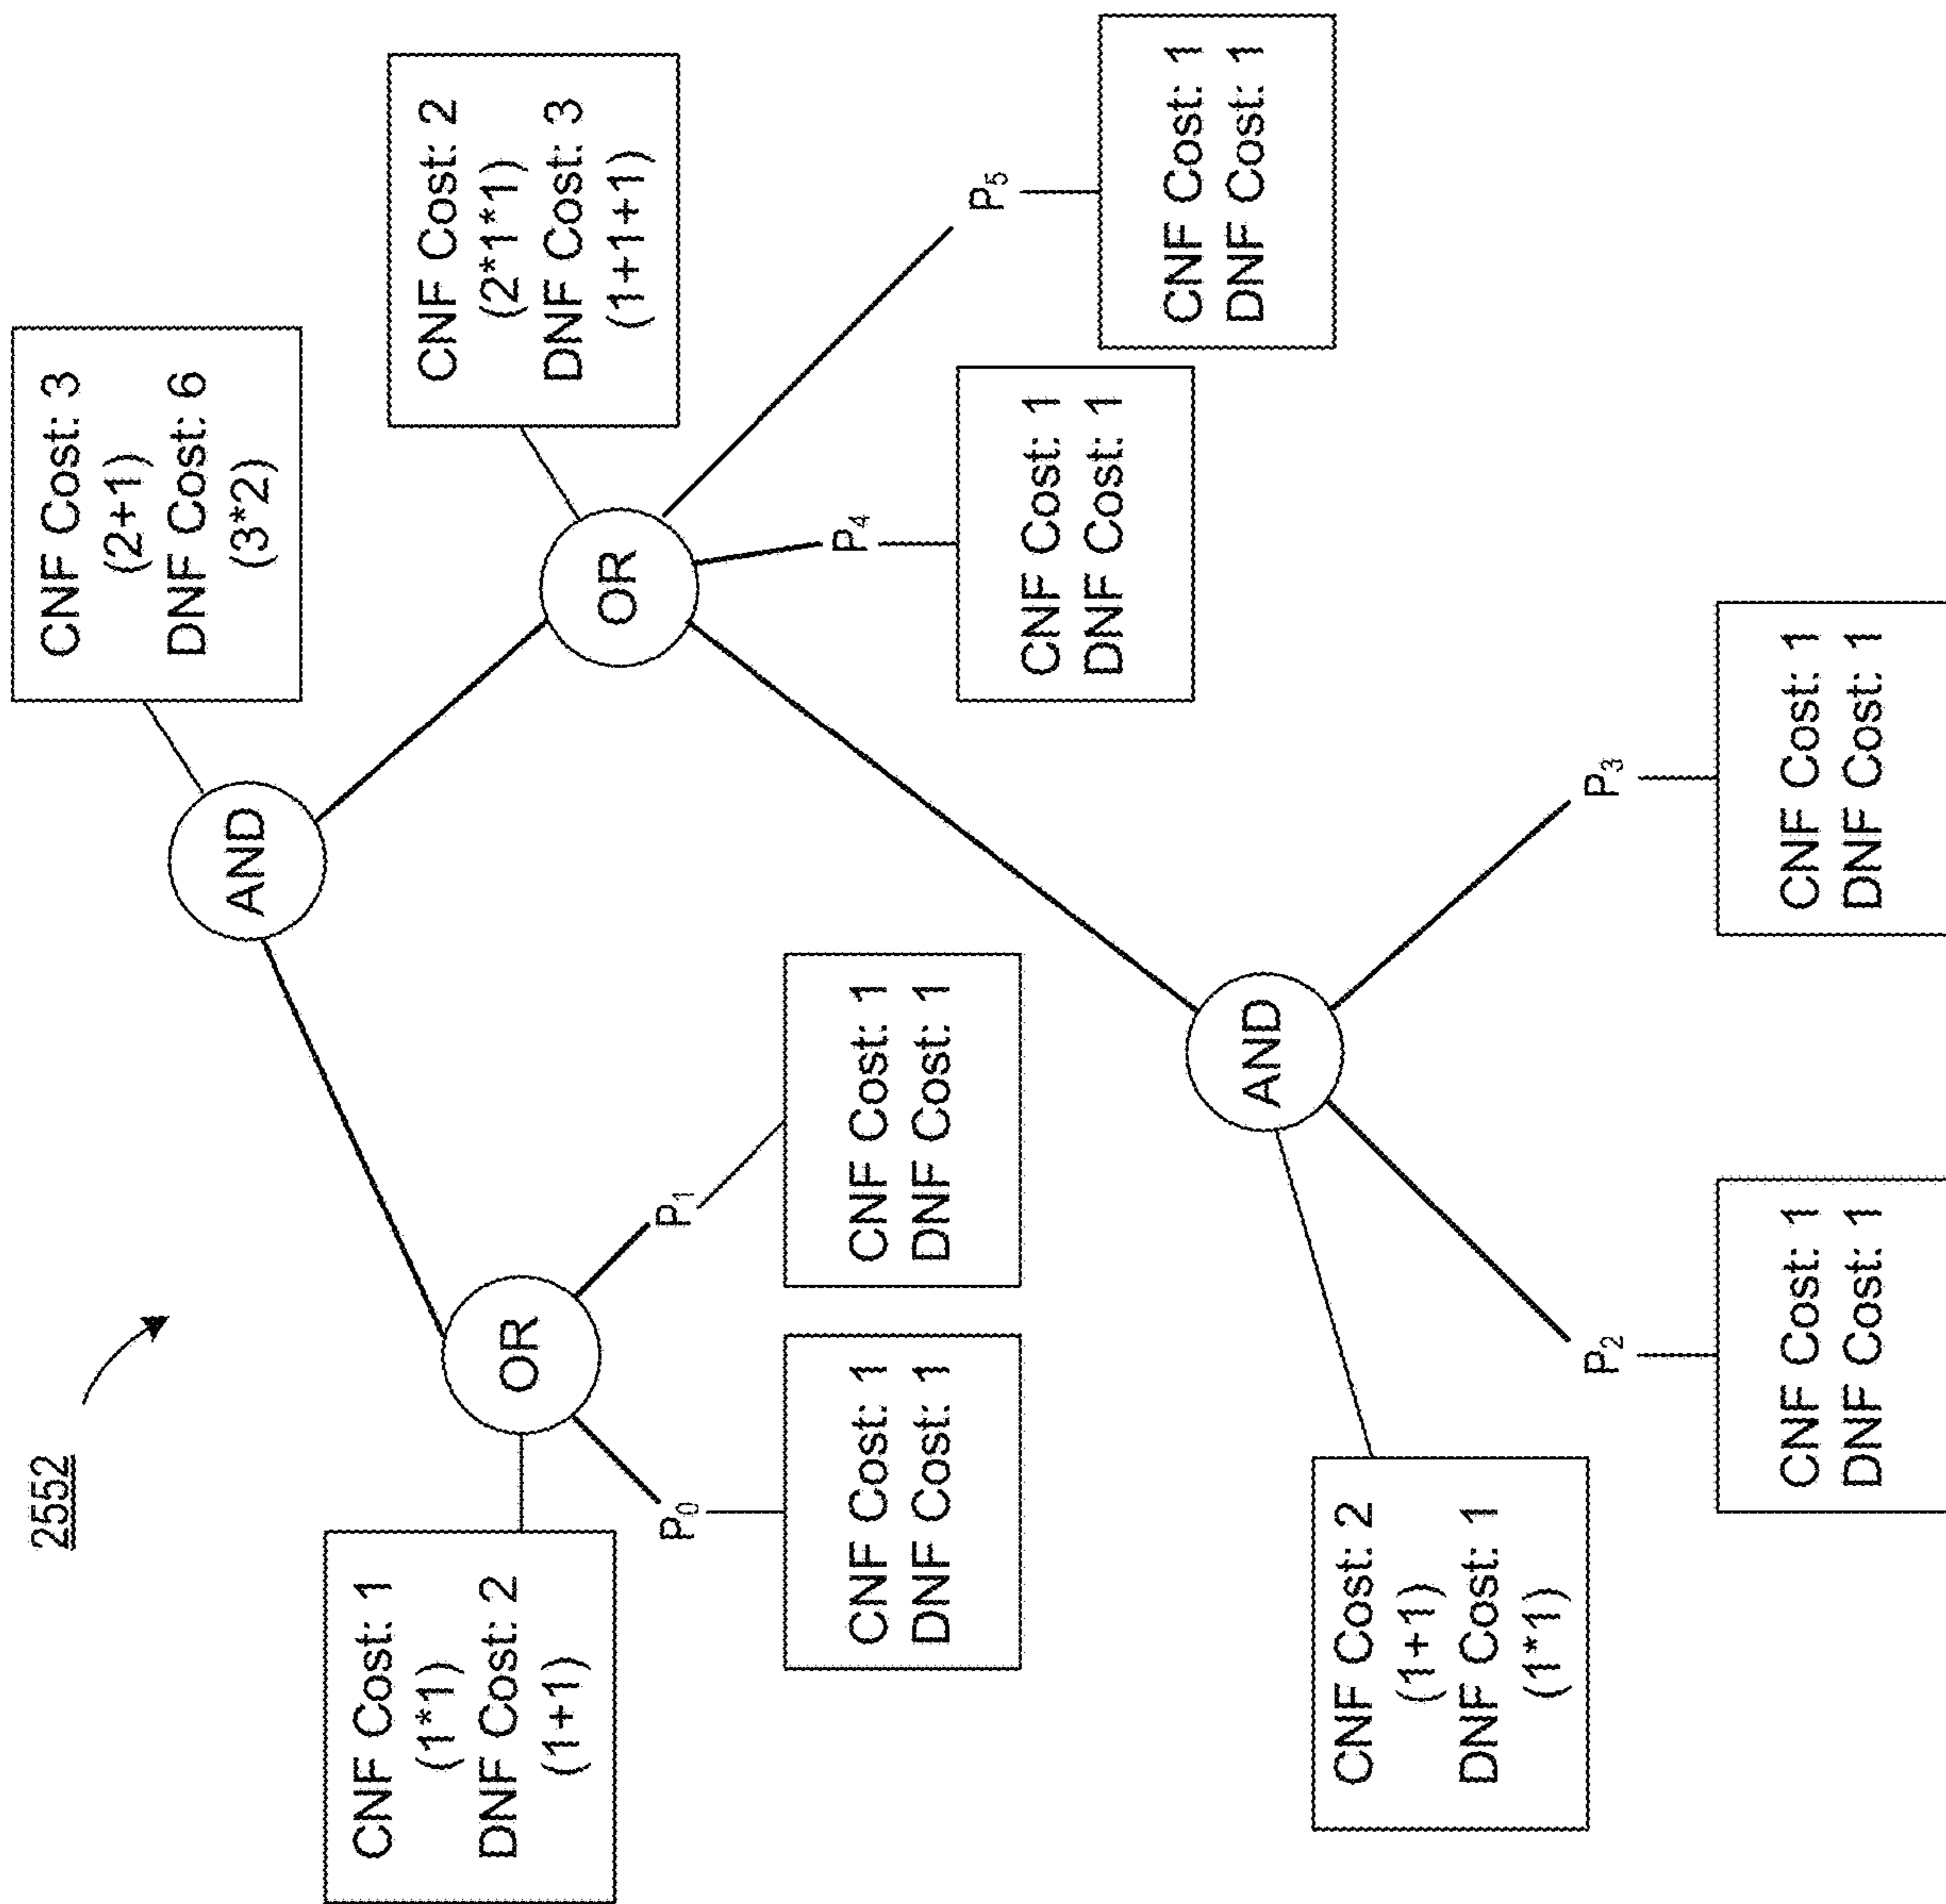 2552
CNF Cost: 3
(2+1)
DNF Cost: 6
(3*2)
AND
CNF Cost: 1
(1*1)
DNF Cost: 2
(1+1)
OR
CNF Cost: 2
(2*1*1)
DNF Cost: 3
(1+1+1)
OR
P0
P1
CNF Cost: 1
DNF Cost: 1
CNF Cost: 1
DNF Cost: 1
P4
CNF Cost: 1
DNF Cost: 1
P5
CNF Cost: 1
DNF Cost: 1
CNF Cost: 2
(1+1)
DNF Cost: 1
(1*1)
AND
P2
P3
CNF Cost: 1
DNF Cost: 1
CNF Cost: 1
DNF Cost: 1